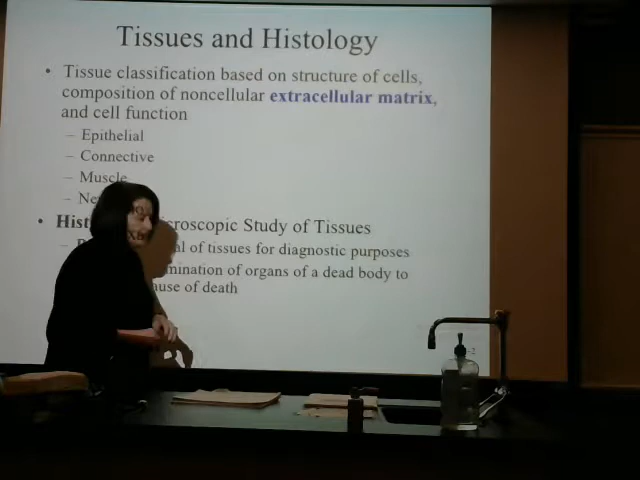 Tissues and Histology
• Tissue classification based on structure of cells,
composition of noncellular extracellular matrix,
and cell function
– Epithelial
– Connective
– Muscle
– Ne
• Hist croscopic Study of Tissues
– al of tissues for diagnostic purposes
mination of organs of a dead body to
ause of death